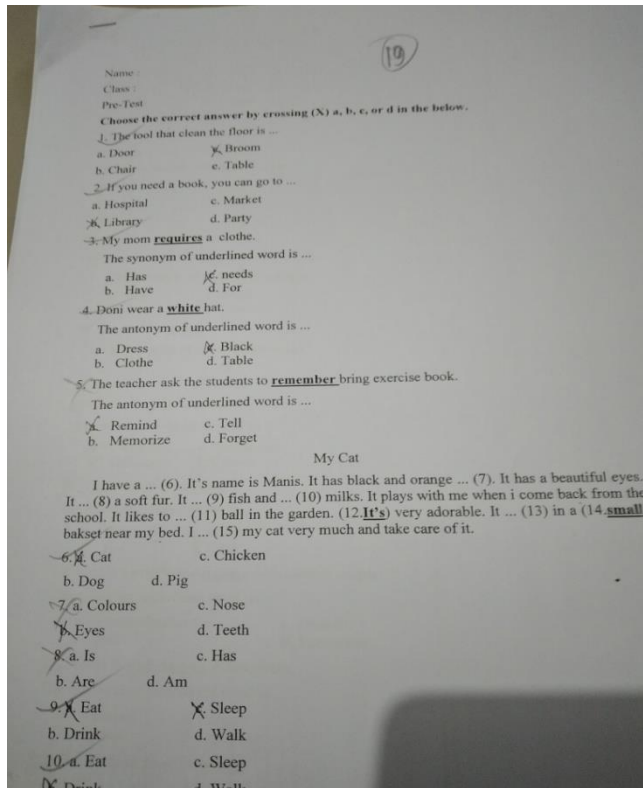 19
Name :
Class :
Pre-Test
Choose the correct answer by crossing (X) a, b, c, or d in the below.
1. The tool that clean the floor is ...
a. Door Broom
b. Chair e. Table
2. If you need a book, you can go to ...
a. Hospital c. Market
b. Library d. Party
3. My mom requires a clothe.
The synonym of underlined word is ...
a. Has c. needs
b. Have d. For
4. Doni wear a white hat.
The antonym of underlined word is ...
a. Dress c. Black
b. Clothe d. Table
5. The teacher ask the students to remember bring exercise book.
The antonym of underlined word is ...
a. Remind c. Tell
b. Memorize d. Forget
My Cat
I have a ... (6). It's name is Manis. It has black and orange ... (7). It has a beautiful eyes.
It ... (8) a soft fur. It ... (9) fish and ... (10) milks. It plays with me when i come back from the
school. It likes to ... (11) ball in the garden. (12.It's) very adorable. It ... (13) in a (14.small
bakset near my bed. I ... (15) my cat very much and take care of it.
6. a. Cat c. Chicken
b. Dog d. Pig
7. a. Colours c. Nose
b. Eyes d. Teeth
8. a. Is c. Has
b. Are d. Am
9. a. Eat c. Sleep
b. Drink d. Walk
10. a. Eat c. Sleep